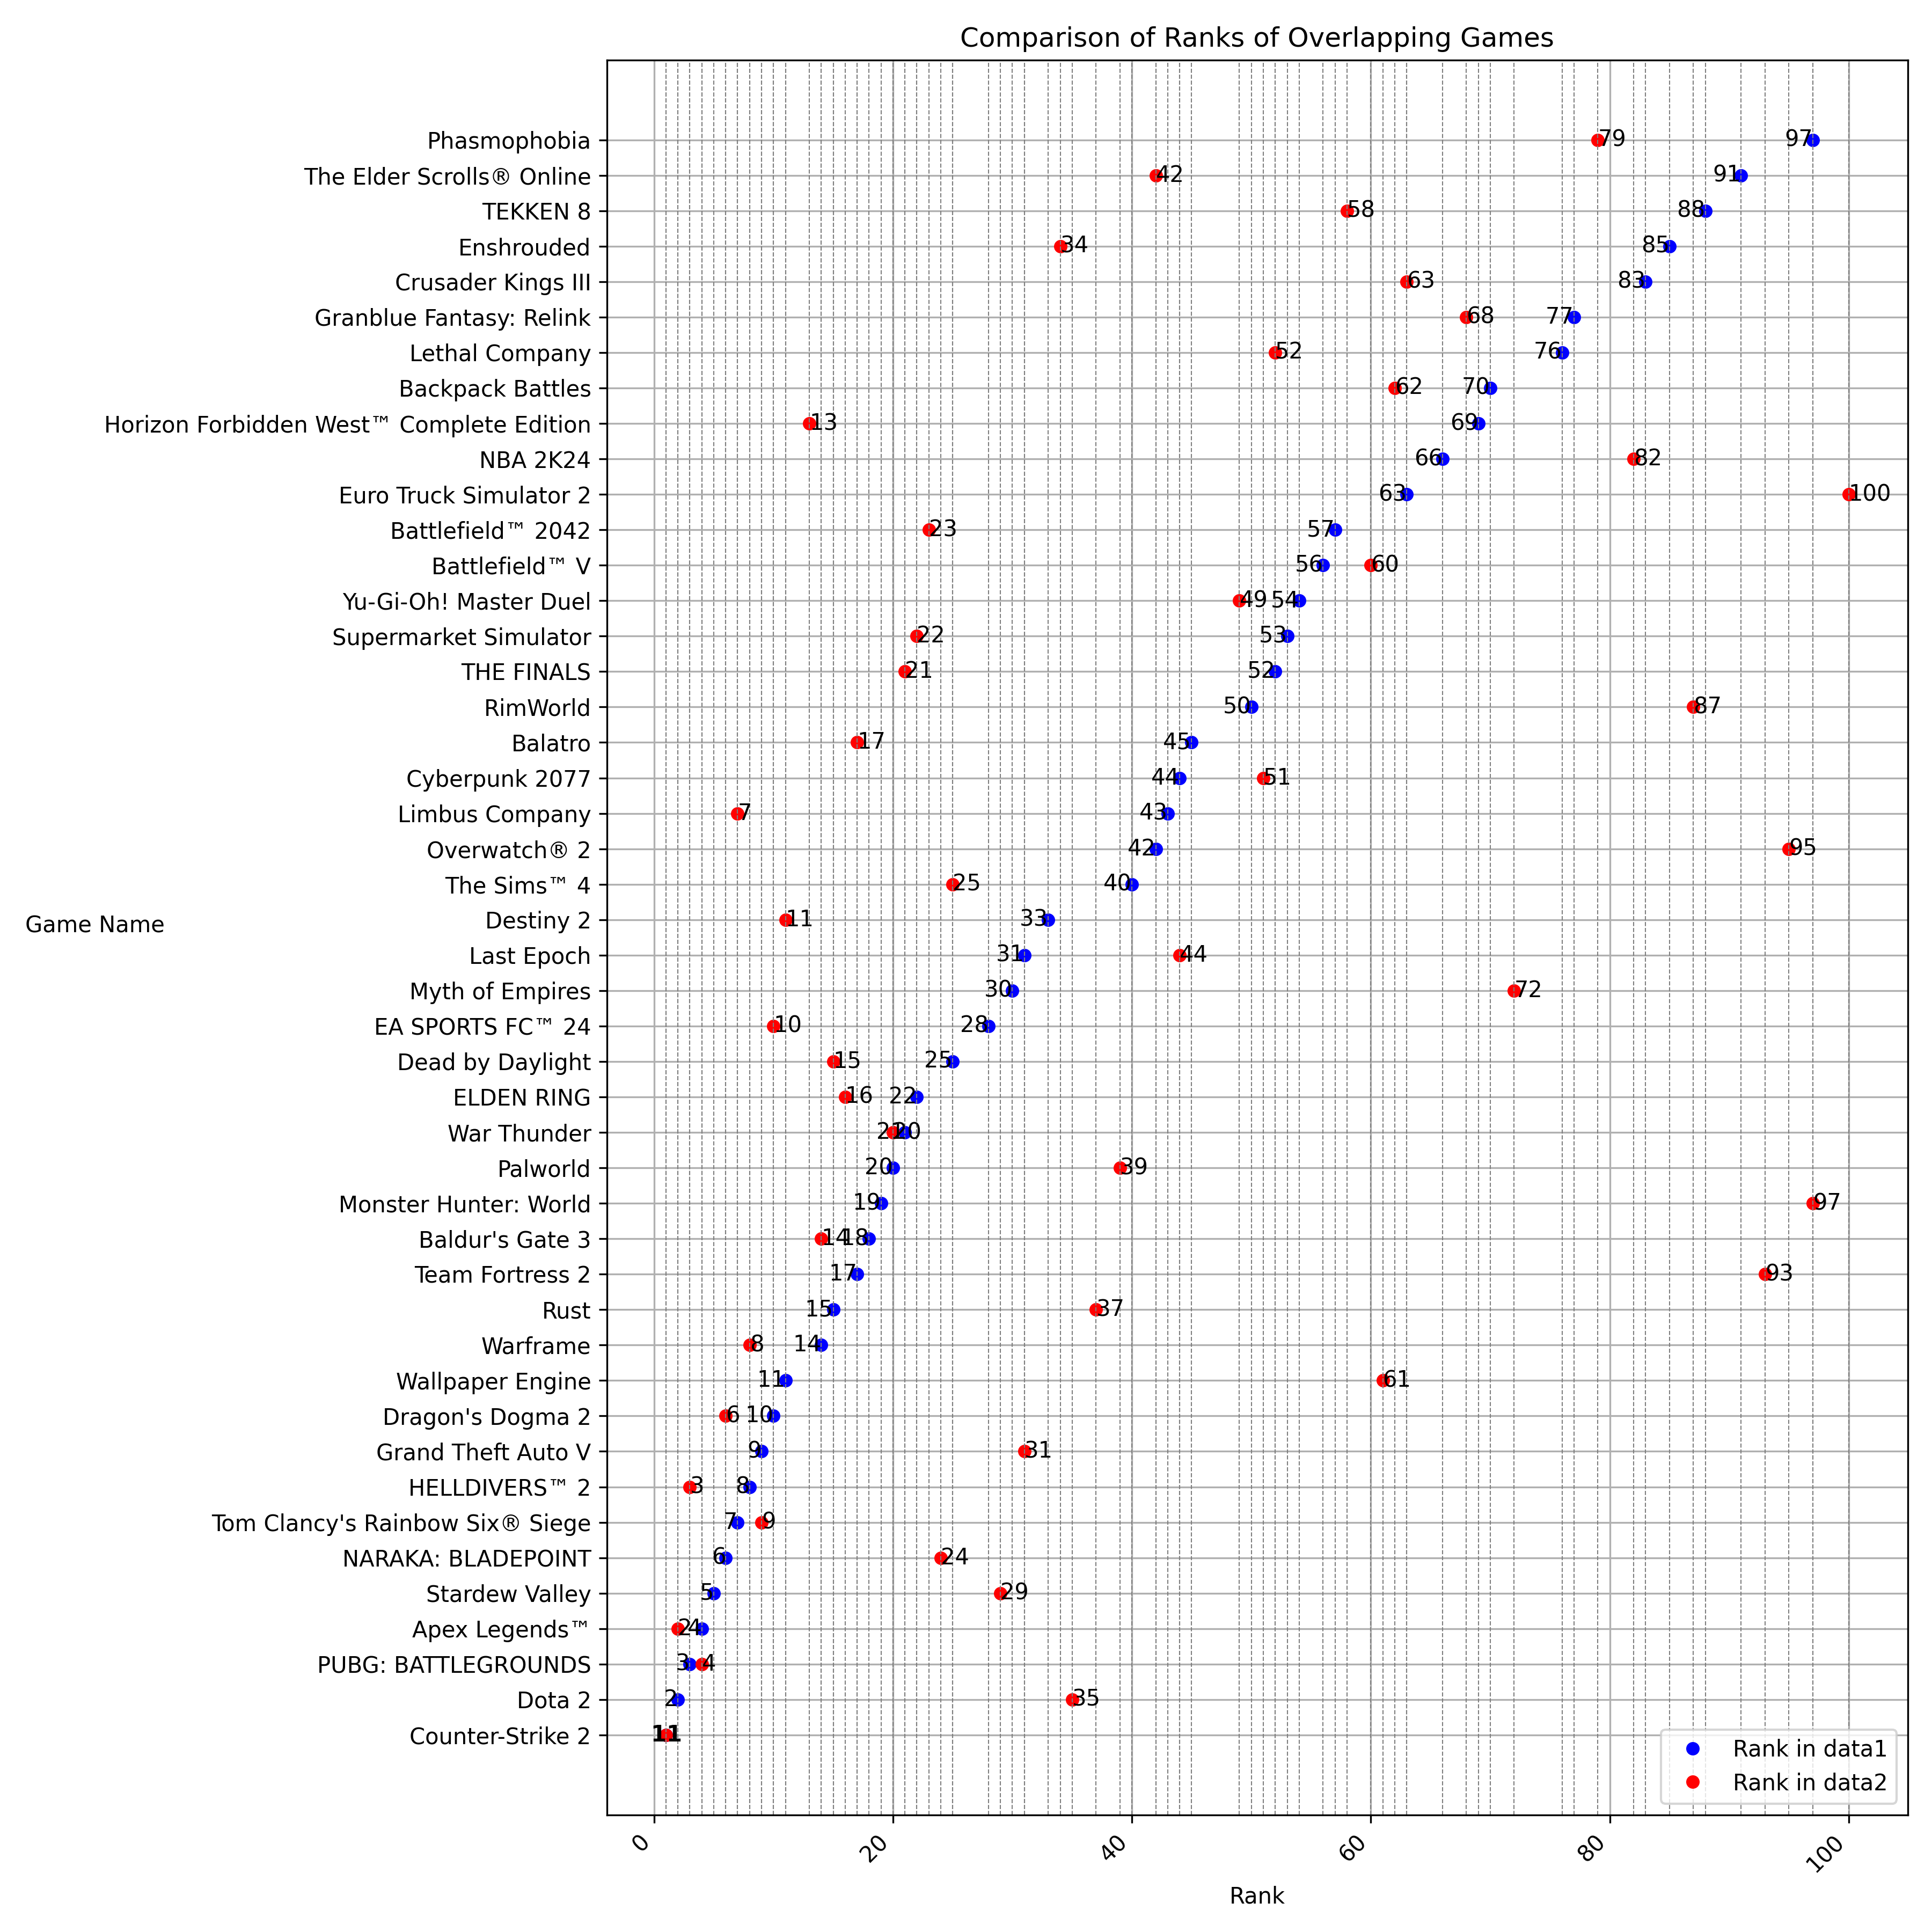 Comparison of Ranks of Overlapping Games
Phasmophobia 79 97
The Elder Scrolls® Online 42 91
TEKKEN 8 58 88
Enshrouded 34 85
Crusader Kings III 63 83
Granblue Fantasy: Relink 68 77
Lethal Company 52 76
Backpack Battles 62 70
Horizon Forbidden West™ Complete Edition 13 69
NBA 2K24 66 82
Euro Truck Simulator 2 63 100
Battlefield™ 2042 23 57
Battlefield™ V 56 60
Yu-Gi-Oh! Master Duel 49 54
Supermarket Simulator 22 53
THE FINALS 21 52
RimWorld 50 87
Balatro 17 45
Cyberpunk 2077 44 51
Limbus Company 7 43
Overwatch® 2 42 95
The Sims™ 4 25 40
Game Name
Destiny 2 11 33
Last Epoch 31 44
Myth of Empires 30 72
EA SPORTS FC™ 24 10 28
Dead by Daylight 15 25
ELDEN RING 16 22
War Thunder 21 20
Palworld 20 39
Monster Hunter: World 19 97
Baldur's Gate 3 14 18
Team Fortress 2 17 93
Rust 15 37
Warframe 8 14
Wallpaper Engine 11 61
Dragon's Dogma 2 6 10
Grand Theft Auto V 9 31
HELLDIVERS™ 2 3 8
Tom Clancy's Rainbow Six® Siege 7 9
NARAKA: BLADEPOINT 6 24
Stardew Valley 5 29
Apex Legends™ 2 4
PUBG: BATTLEGROUNDS 3 4
Dota 2 2 35
Counter-Strike 2 1 1
Rank in data1
Rank in data2
0 20 40 60 80 100
Rank